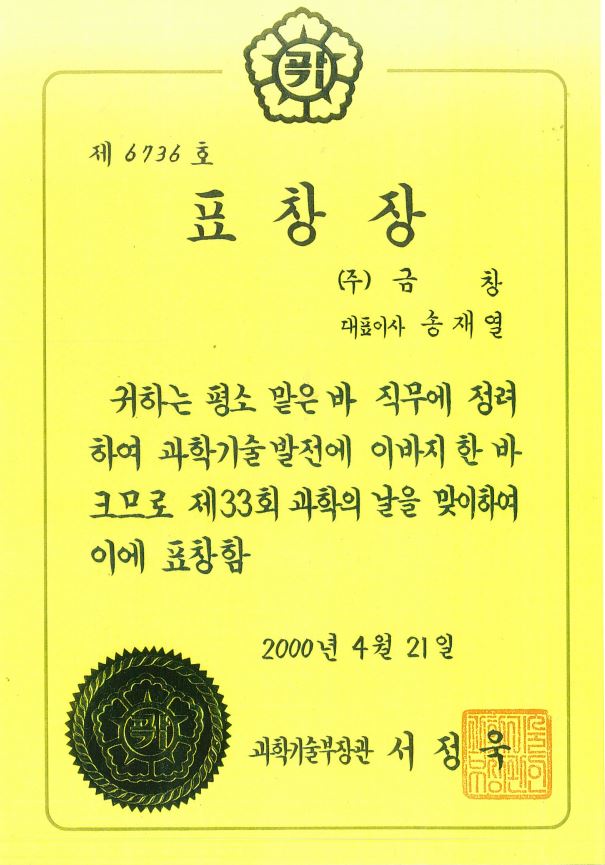 과기
제 6736 호
표 창 장
(주) 금 창
대표이사 송 재 열
귀하는 평소 맡은 바 직무에 정려
하여 과학기술발전에 이바지 한 바
크므로 제33회 과학의 날을 맞이하여
이에 표창함
2000년 4월 21일
과학기술부장관 서 정 욱